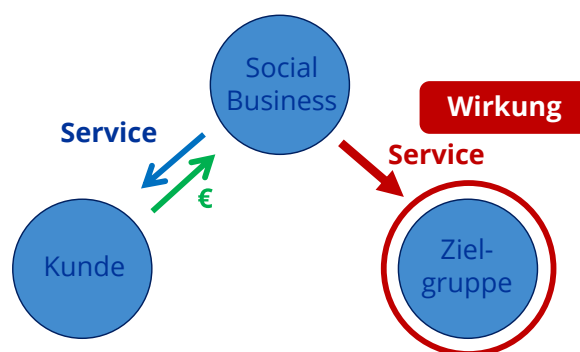 Social
Business
Wirkung
Service
Service
€
Kunde
Ziel-
gruppe